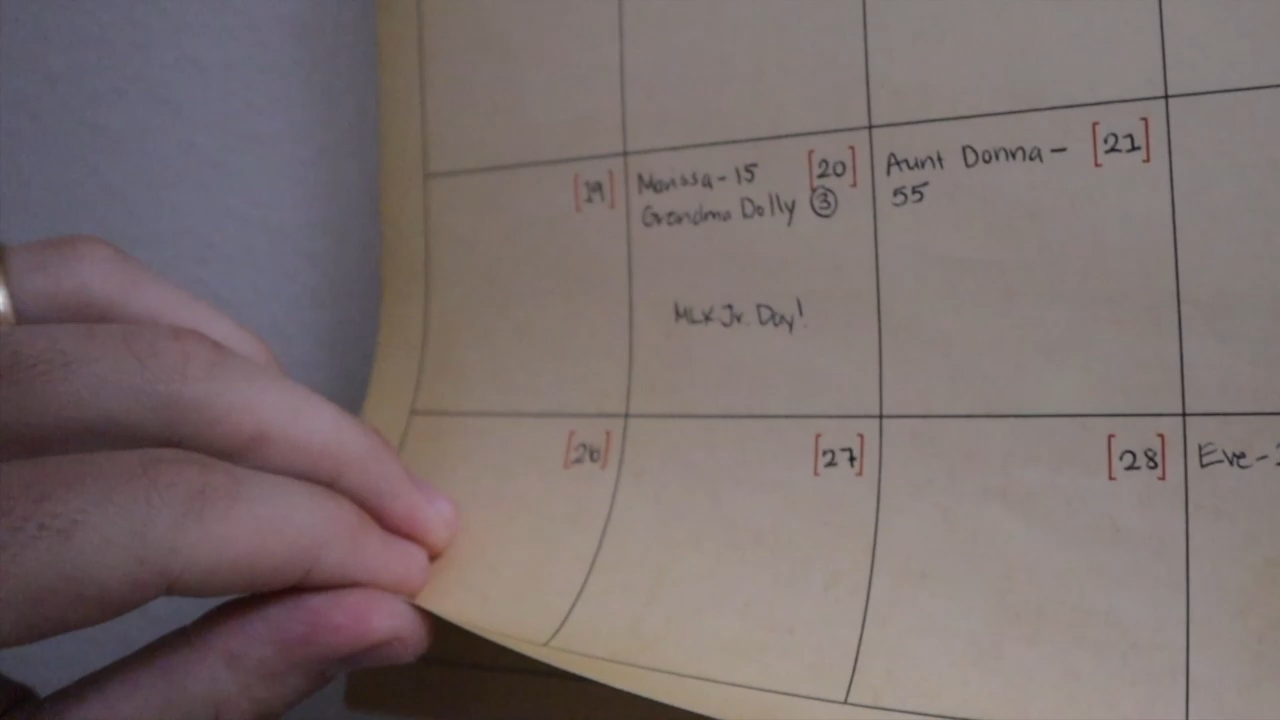 [19]
Marissa-15 [20]
Grandma Dolly ③
MLK Jr. Day!
Aunt Donna- [21]
55
[26]
[27]
[28]
Eve-